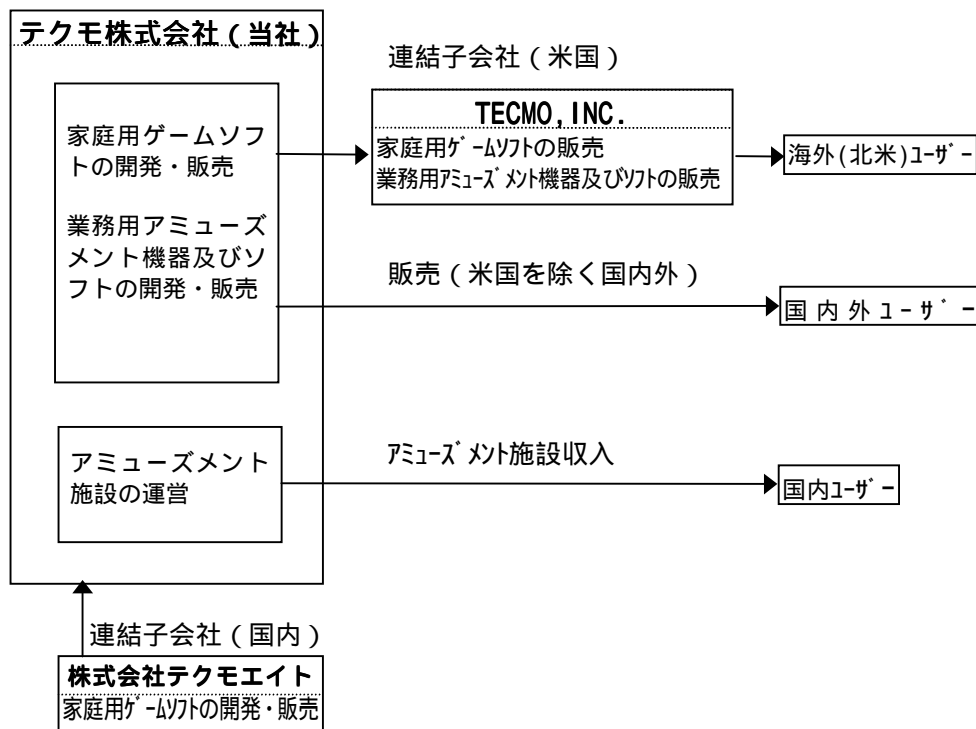 テクモ株式会社(当社)
家庭用ゲームソフ
トの開発・販売
業務用アミューズ
メント機器及びソ
フトの開発・販売
連結子会社(米国)
TECMO,INC.
家庭用ｹﾞｰﾑｿﾌﾄの販売
業務用ｱﾐｭｰｽﾞﾒﾝﾄ機器及びｿﾌﾄの販売
海外(北米)ﾕｰｻﾞｰ
販売(米国を除く国内外)
国内外ﾕｰｻﾞｰ
アミューズメント
施設の運営
ｱﾐｭｰｽﾞﾒﾝﾄ施設収入
国内ﾕｰｻﾞｰ
連結子会社(国内)
株式会社テクモエイト
家庭用ｹﾞｰﾑｿﾌﾄの開発・販売